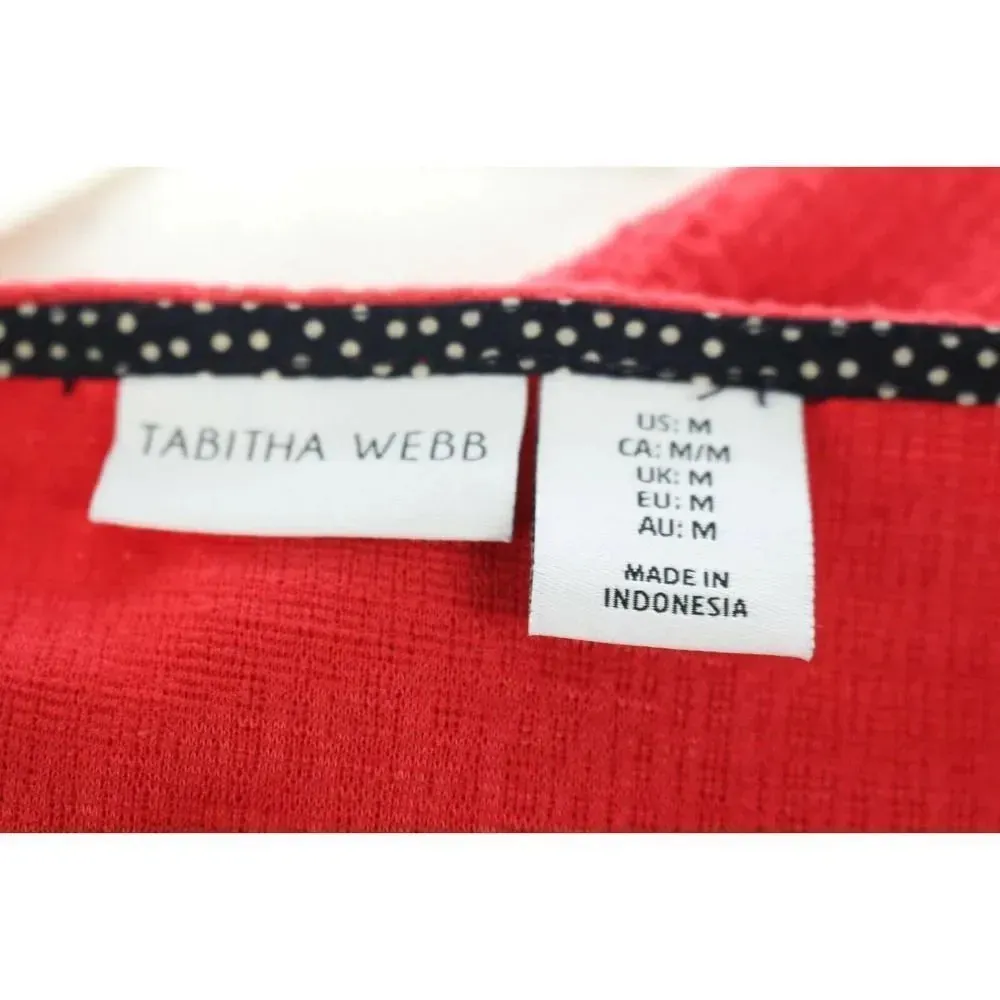 TABITHA WEBB
US: M
CA: M/M
UK: M
EU: M
AU: M
MADE IN
INDONESIA